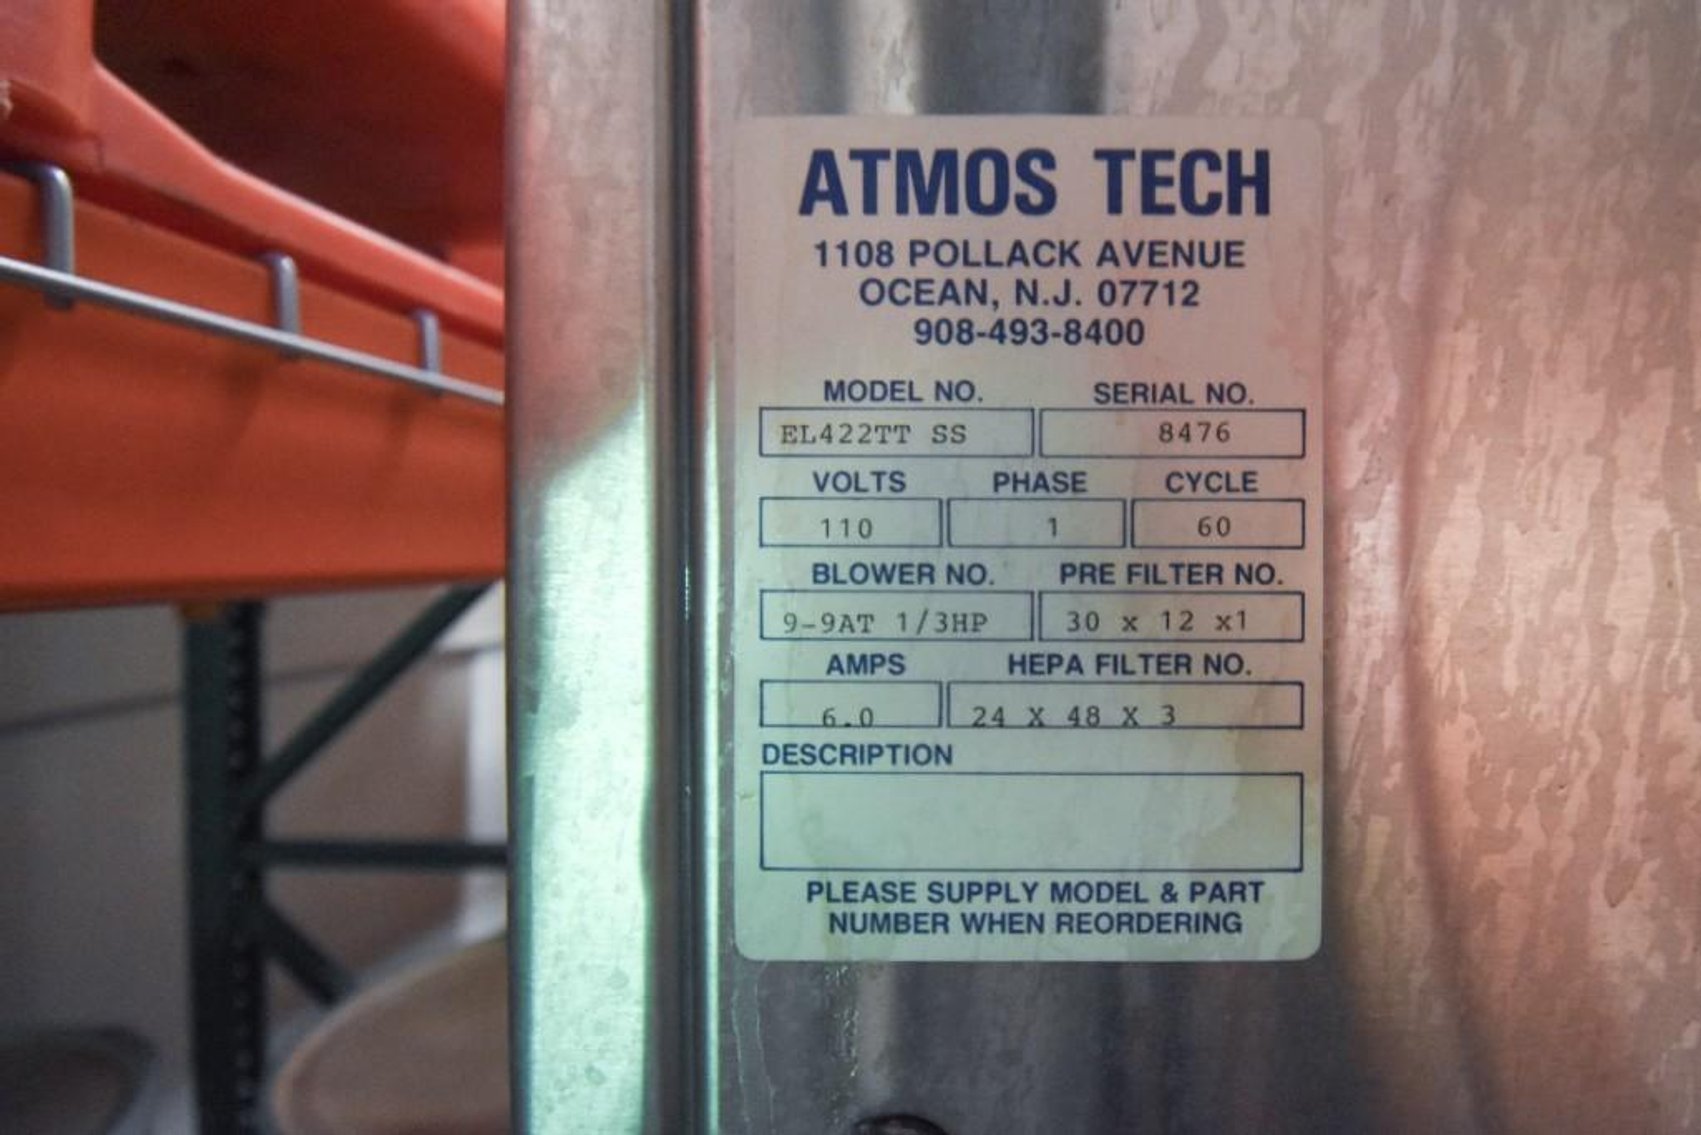 ATMOS TECH
1108 POLLACK AVENUE
OCEAN, N.J. 07712
908-493-8400
MODEL NO. SERIAL NO.
EL422TT SS 8476
VOLTS PHASE CYCLE
110 1 60
BLOWER NO. PRE FILTER NO.
9-9AT 1/3HP 30 x 12 x1
AMPS HEPA FILTER NO.
6.0 24 X 48 X 3
DESCRIPTION
PLEASE SUPPLY MODEL & PART
NUMBER WHEN REORDERING